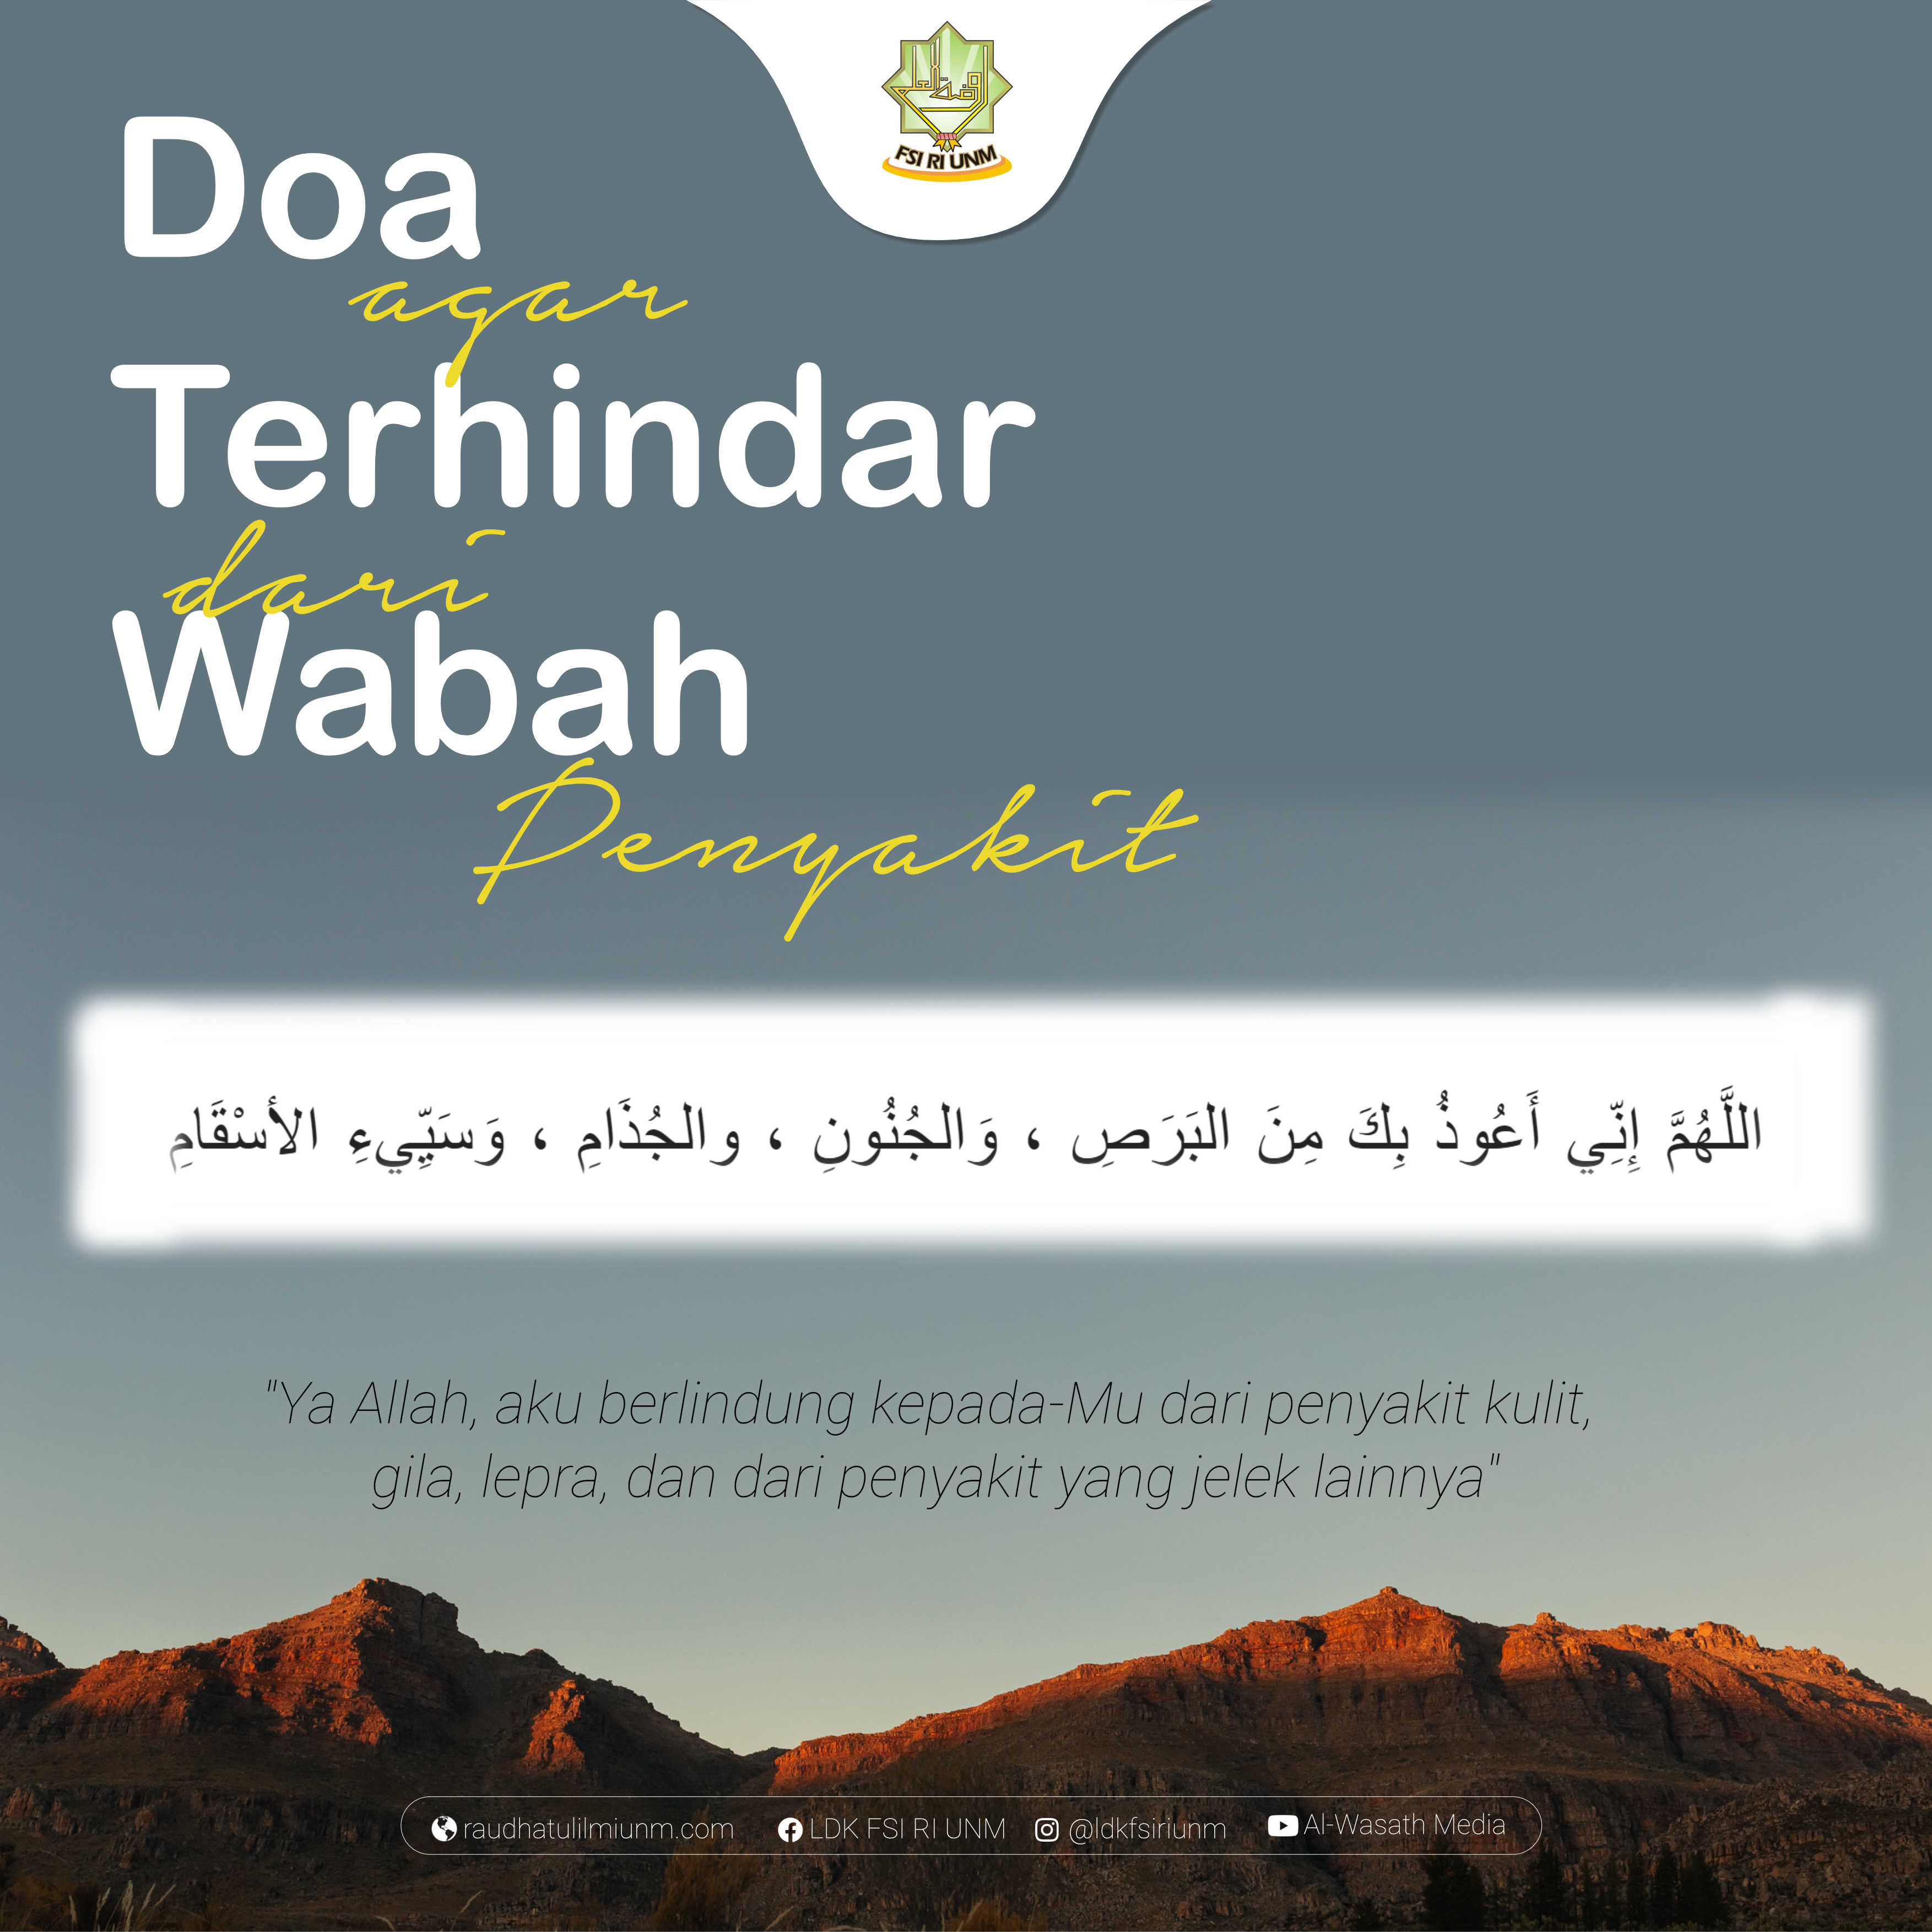 FSI RI UNM
Doa
agar
Terhindar
dari
Wabah
Penyakit
اللَّهُمَّ إِنِّي أَعُوذُ بِكَ مِنَ البَرَصِ ، وَالجُنُونِ ، والجُذَامِ ، وَسَيِّيءِ الأسْقَامِ
"Ya Allah, aku berlindung kepada-Mu dari penyakit kulit,
gila, lepra, dan dari penyakit yang jelek lainnya"
raudhatulilmiunm.com LDK FSI RI UNM @ldkfsiriunm Al-Wasath Media